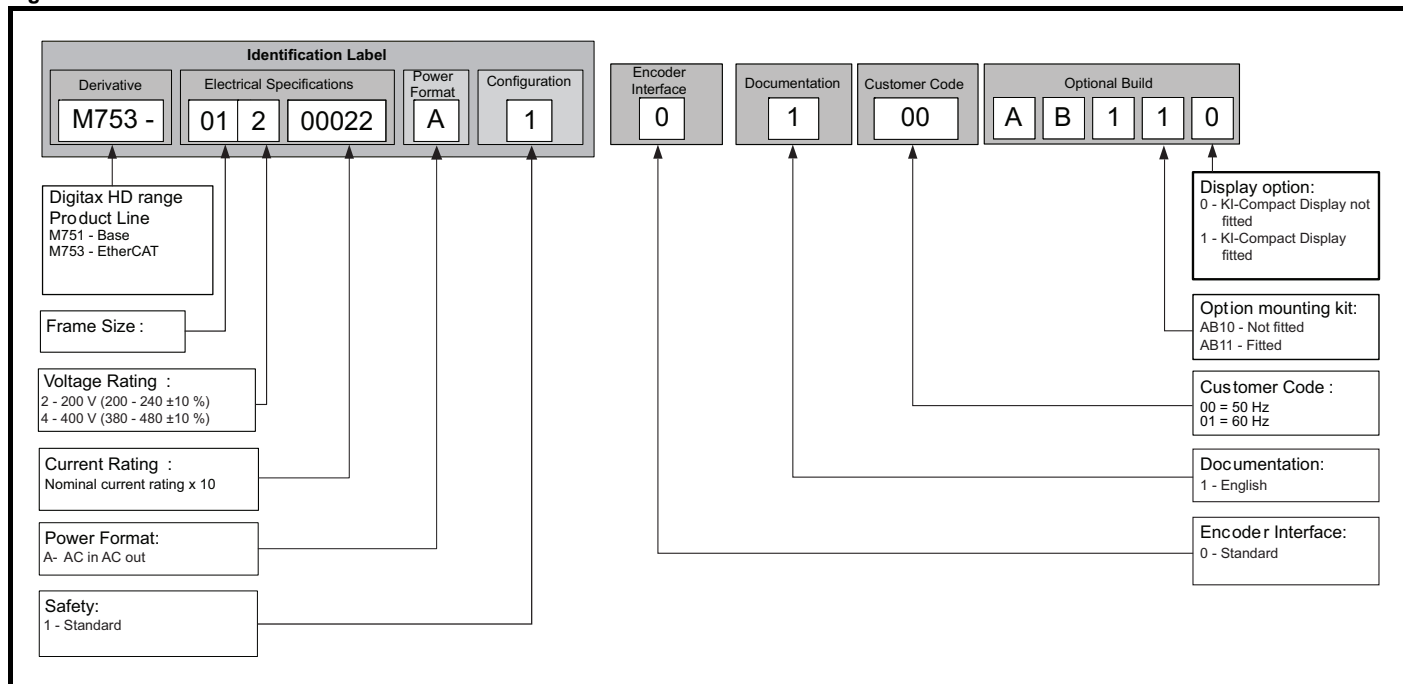 Identification Label
Derivative
Electrical Specifications
Power
Format
Configuration
Encoder
Interface
Documentation
Customer Code
Optional Build
M753 -
01
2
00022
A
1
0
1
00
A
B
1
1
0
Digitax HD range
Product Line
M751 - Base
M753 - EtherCAT
Frame Size :
Voltage Rating :
2 - 200 V (200 - 240 ±10 %)
4 - 400 V (380 - 480 ±10 %)
Current Rating :
Nominal current rating x 10
Power Format:
A- AC in AC out
Safety:
1 - Standard
Display option:
0 - KI-Compact Display not
fitted
1 - KI-Compact Display
fitted
Option mounting kit:
AB10 - Not fitted
AB11 - Fitted
Customer Code :
00 = 50 Hz
01 = 60 Hz
Documentation:
1 - English
Encoder Interface:
0 - Standard